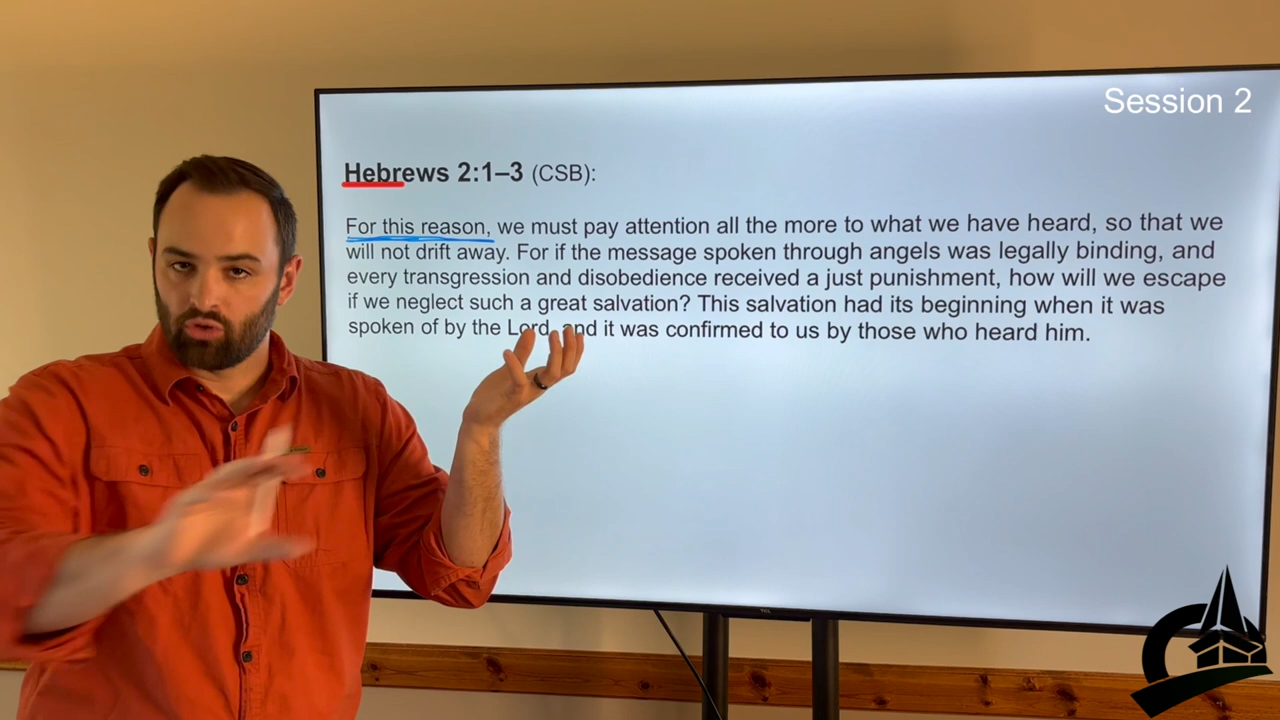 Session 2
Hebrews 2:1–3 (CSB):
For this reason, we must pay attention all the more to what we have heard, so that we
will not drift away. For if the message spoken through angels was legally binding, and
every transgression and disobedience received a just punishment, how will we escape
if we neglect such a great salvation? This salvation had its beginning when it was
spoken of by the Lord, and it was confirmed to us by those who heard him.
TCL